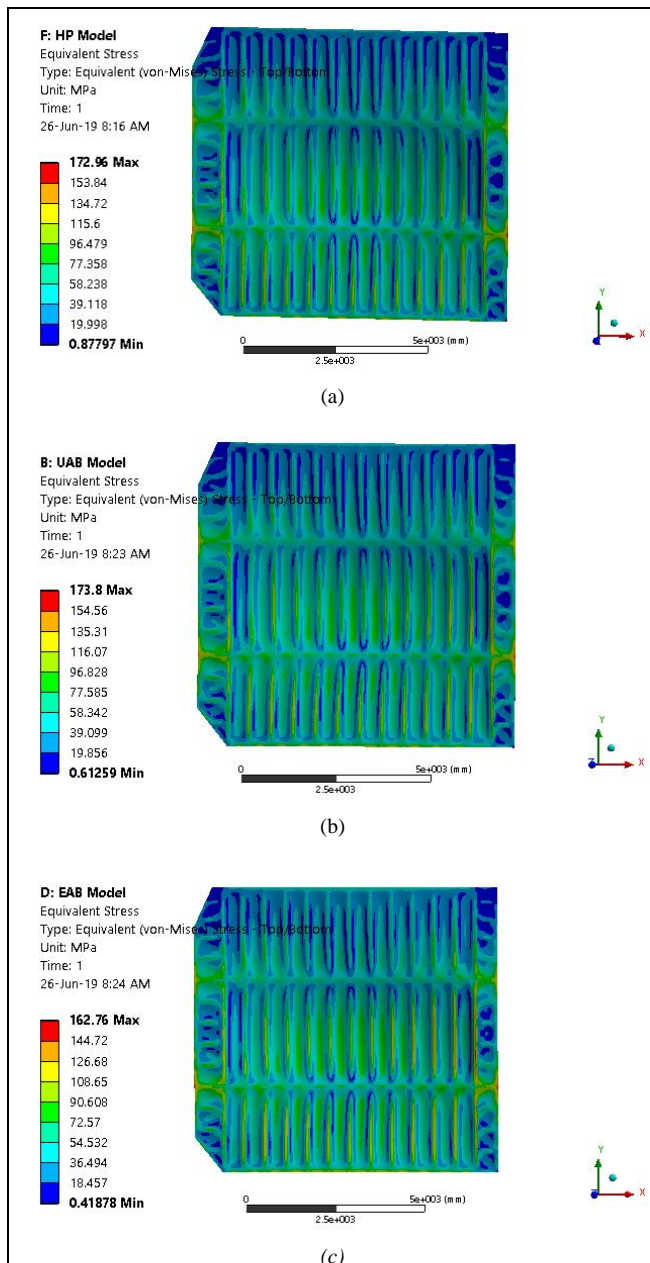 F: HP Model
Equivalent Stress
Type: Equivalent (von-Mises) Stress - Top/Bottom
Unit: MPa
Time: 1
26-Jun-19 8:16 AM
172.96 Max
153.84
134.72
115.6
96.479
77.358
58.238
39.118
19.998
0.87797 Min
0 5e+003 (mm)
2.5e+003
Y
X
(a)
B: UAB Model
Equivalent Stress
Type: Equivalent (von-Mises) Stress - Top/Bottom
Unit: MPa
Time: 1
26-Jun-19 8:23 AM
173.8 Max
154.56
135.31
116.07
96.828
77.585
58.342
39.099
19.856
0.61259 Min
0 5e+003 (mm)
2.5e+003
Y
Z X
(b)
D: EAB Model
Equivalent Stress
Type: Equivalent (von-Mises) Stress - Top/Bottom
Unit: MPa
Time: 1
26-Jun-19 8:24 AM
162.76 Max
144.72
126.68
108.65
90.608
72.57
54.532
36.494
18.457
0.41878 Min
0 5e+003 (mm)
2.5e+003
Y
X
(c)